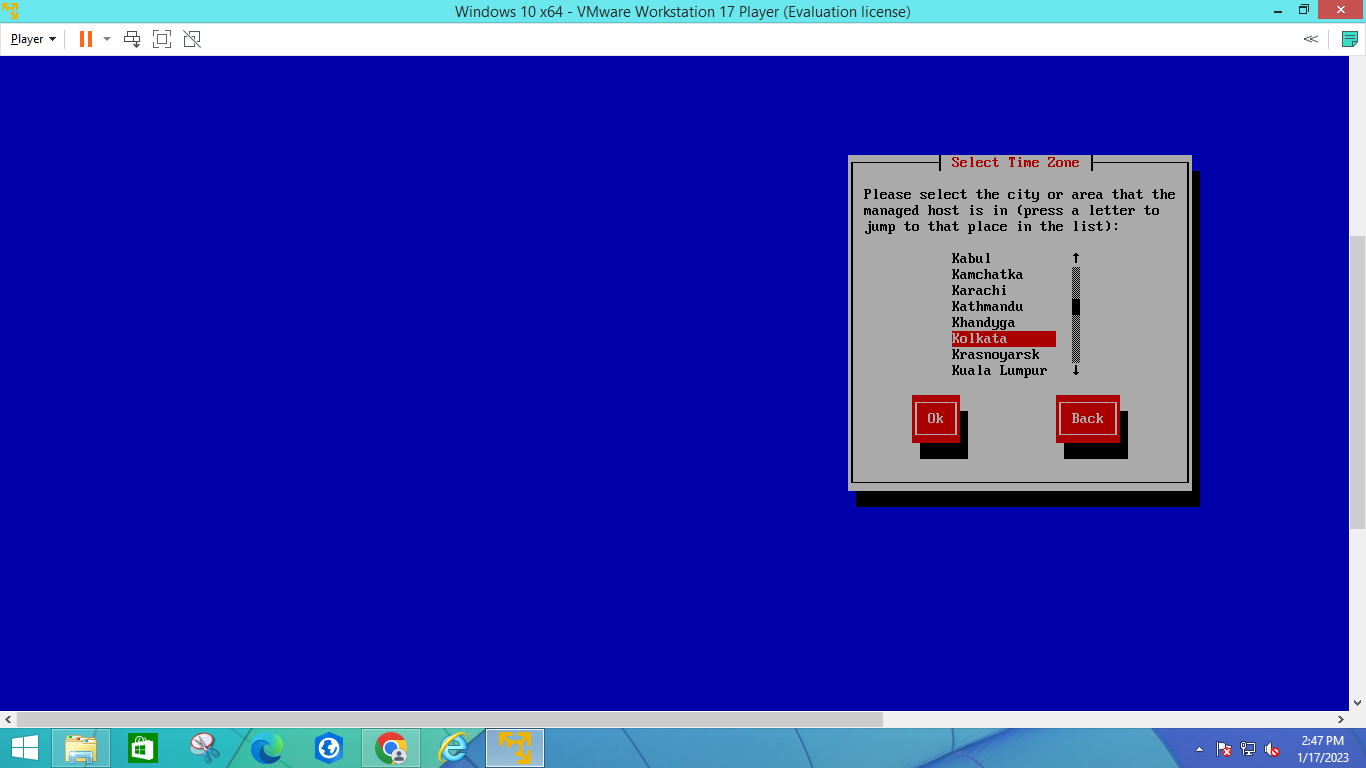 Windows 10 x64 - VMware Workstation 17 Player (Evaluation license)
Player
Select Time Zone
Please select the city or area that the
managed host is in (press a letter to
jump to that place in the list):
Kabul
Kamchatka
Karachi
Kathmandu
Khandyga
Kolkata
Krasnoyarsk
Kuala Lumpur
Ok
Back
2:47 PM
1/17/2023